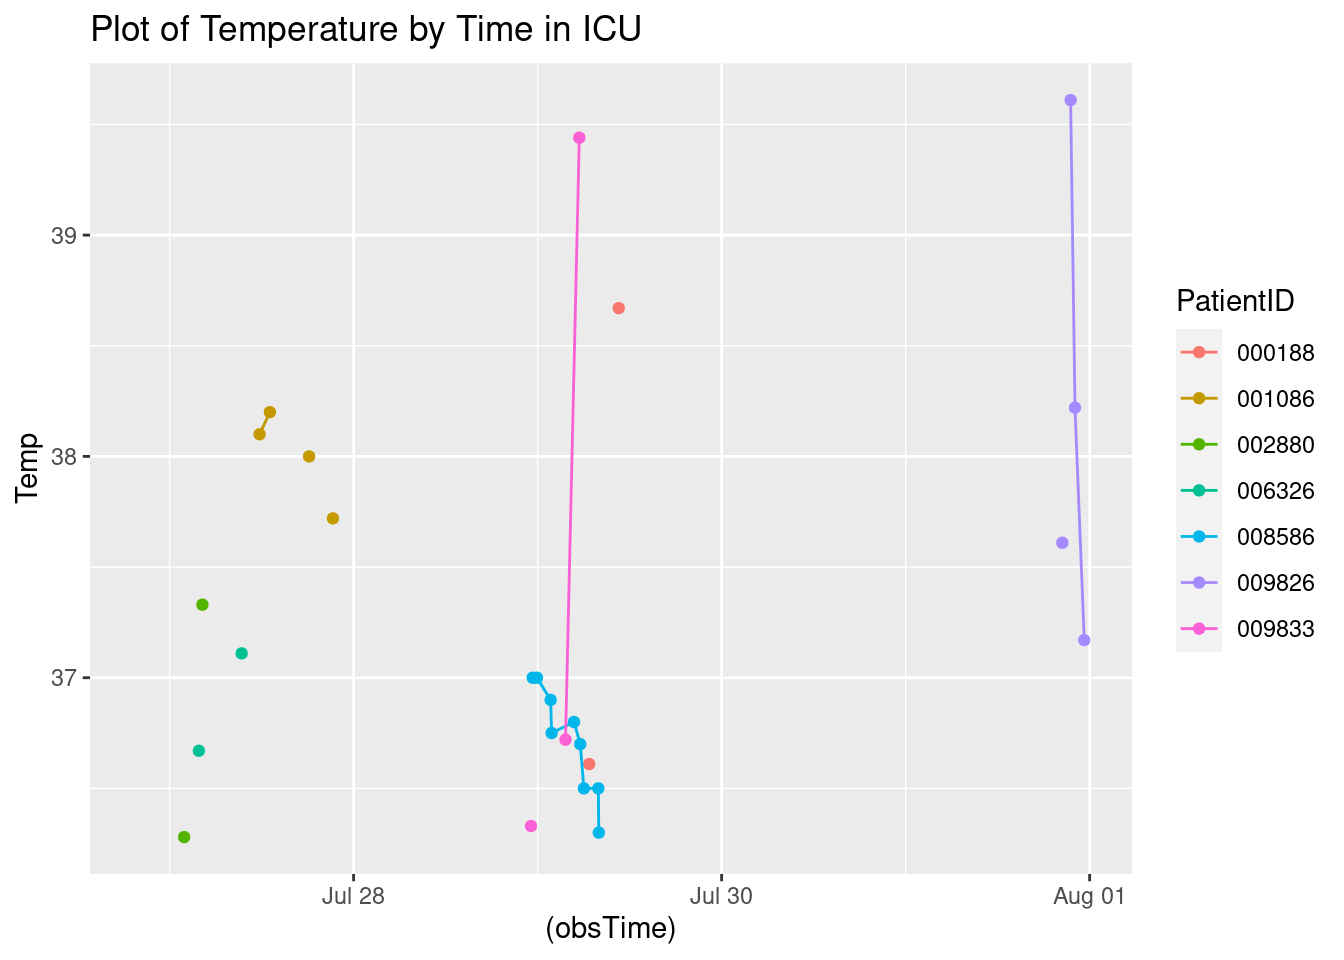 Plot of Temperature by Time in ICU
39
38
37
Temp
Jul 28
Jul 30
Aug 01
(obsTime)
PatientID
000188
001086
002880
006326
008586
009826
009833